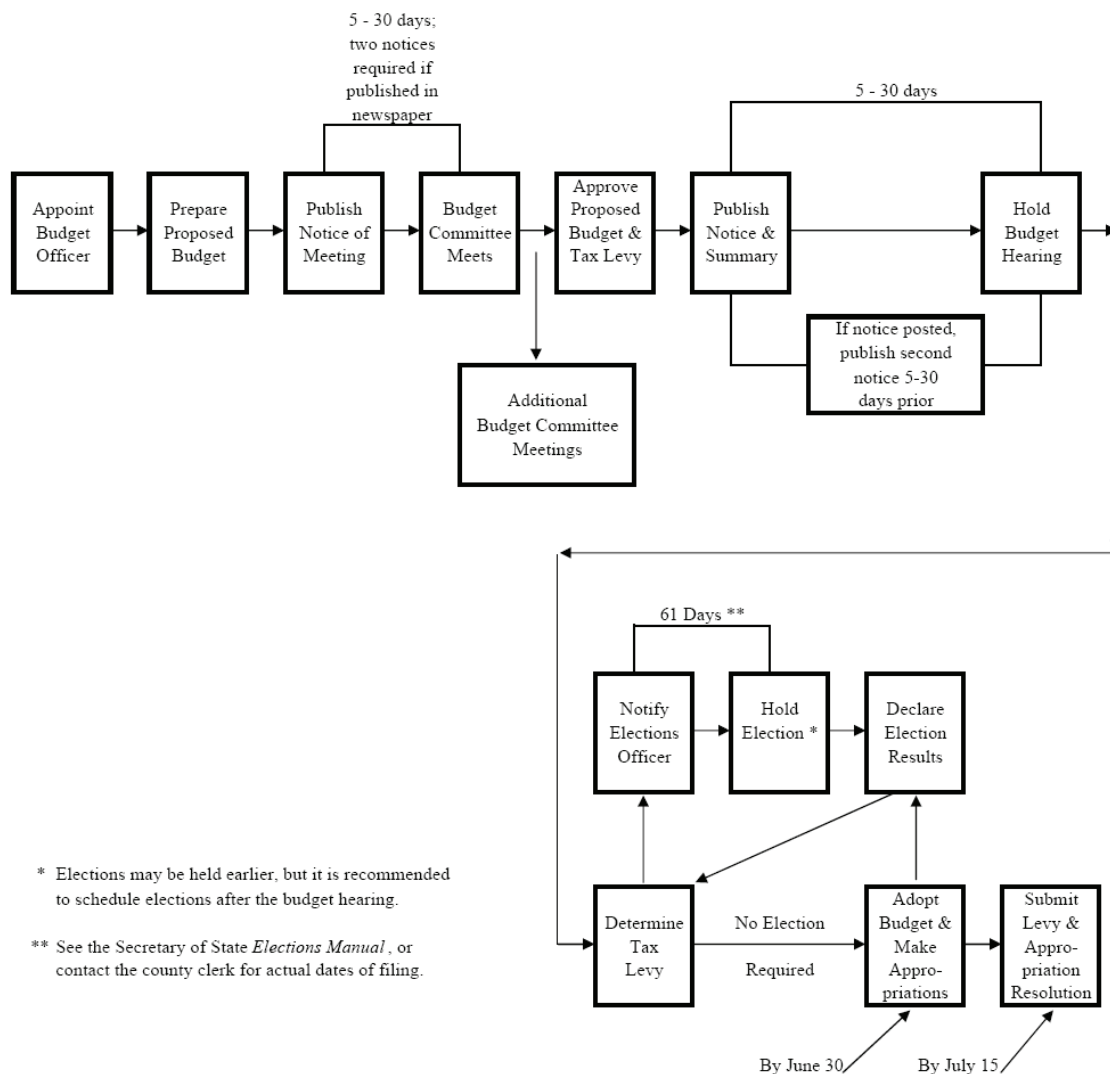 5 - 30 days;
two notices
required if
published in
newspaper
5 - 30 days
Appoint
Budget
Officer
Prepare
Proposed
Budget
Publish
Notice of
Meeting
Budget
Committee
Meets
Approve
Proposed
Budget &
Tax Levy
Publish
Notice &
Summary
Hold
Budget
Hearing
If notice posted,
publish second
notice 5-30
days prior
Additional
Budget Committee
Meetings
61 Days **
Notify
Elections
Officer
Hold
Election *
Declare
Election
Results
* Elections may be held earlier, but it is recommended
to schedule elections after the budget hearing.
** See the Secretary of State Elections Manual , or
contact the county clerk for actual dates of filing.
Determine
Tax
Levy
No Election
Required
Adopt
Budget &
Make
Appro-
priations
Submit
Levy &
Appro-
priation
Resolution
By June 30
By July 15